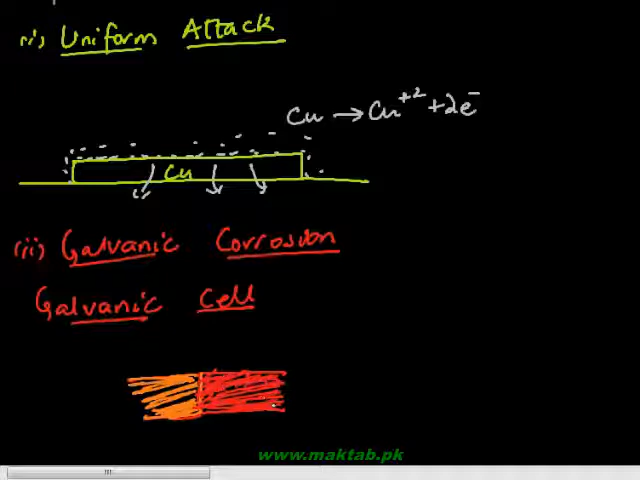 (i) Uniform Attack
Cu → Cu⁺² + 2e⁻
Cu
(ii) Galvanic Corrosion
Galvanic Cell
www.maktab.pk